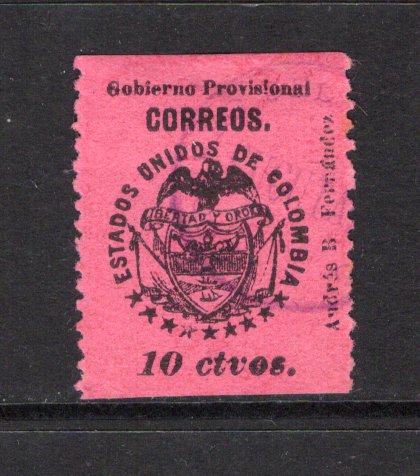 Gobierno Provisional
CORREOS.
ESTADOS UNIDOS DE COLOMBIA
LIBERTAD Y ORDEN
10 ctvos.
Andrés B Fernández